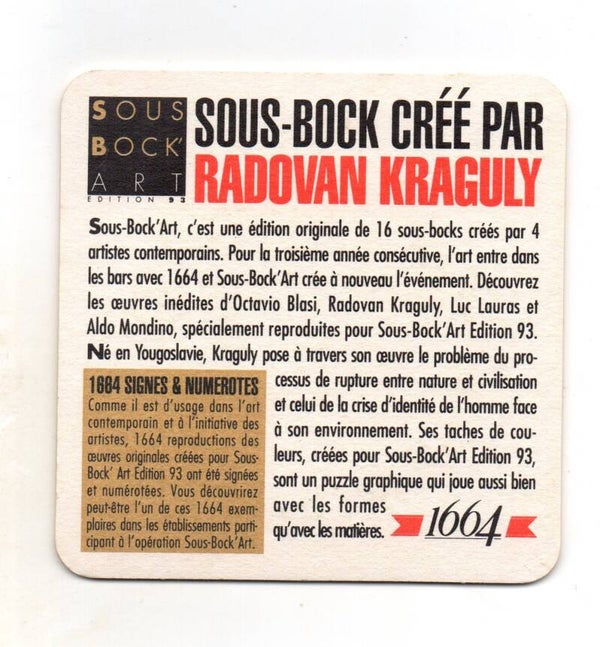 SOUS
BOCK'
ART
EDITION 93
SOUS-BOCK CRÉÉ PAR
RADOVAN KRAGULY
Sous-Bock'Art, c'est une édition originale de 16 sous-bocks créés par 4
artistes contemporains. Pour la troisième année consécutive, l'art entre dans
les bars avec 1664 et Sous-Bock'Art crée à nouveau l'événement. Découvrez
les œuvres inédites d'Octavio Blasi, Radovan Kraguly, Luc Lauras et
Aldo Mondino, spécialement reproduites pour Sous-Bock'Art Edition 93.
Né en Yougoslavie, Kraguly pose à travers son œuvre le problème du pro-
cessus de rupture entre nature et civilisation
et celui de la crise d'identité de l'homme face
à son environnement. Ses taches de cou-
leurs, créées pour Sous-Bock'Art Edition 93,
sont un puzzle graphique qui joue aussi bien
avec les formes
qu'avec les matières.
1664 SIGNES & NUMEROTES
Comme il est d'usage dans l'art
contemporain et à l'initiative des
artistes, 1664 reproductions des
œuvres originales créées pour Sous-
Bock' Art Edition 93 ont été signées
et numérotées. Vous découvrirez
peut-être l'un de ces 1664 exem-
plaires dans les établissements parti-
cipant à l'opération Sous-Bock'Art.
1664